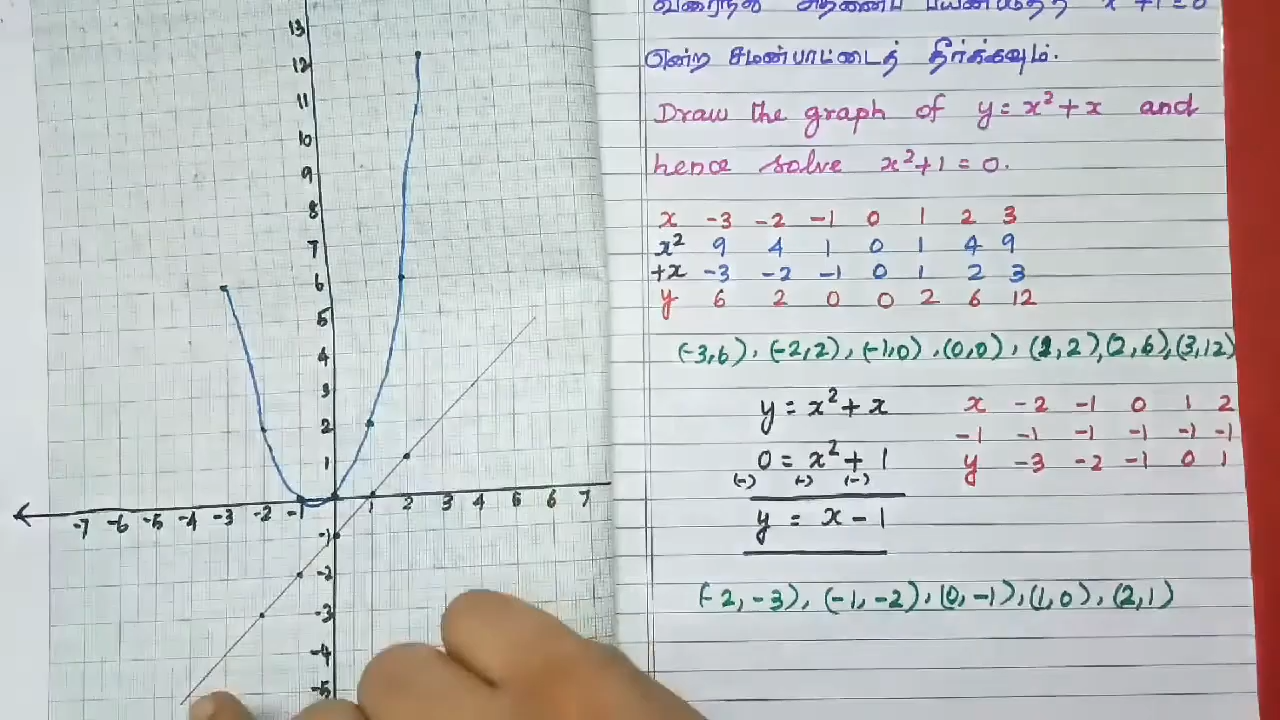 13
12
11
10
9
8
7
6
5
4
3
2
1
-7 -6 -5 -4 -3 -2 -1 1 2 3 4 5 6 7
-1
-2
-3
-4
-5
என்ற சமன்பாட்டைத் தீர்க்கவும்.
Draw the graph of y = x² + x and
hence solve x² + 1 = 0.
x -3 -2 -1 0 1 2 3
x² 9 4 1 0 1 4 9
+x -3 -2 -1 0 1 2 3
y 6 2 0 0 2 6 12
(-3,6), (-2,2), (-1,0), (0,0), (1,2), (2,6), (3,12)
y = x² + x
0 = x² + 1
(-) (-) (-)
y = x - 1
x -2 -1 0 1 2
-1 -1 -1 -1 -1 -1
y -3 -2 -1 0 1
(-2, -3), (-1, -2), (0, -1), (1, 0), (2, 1)